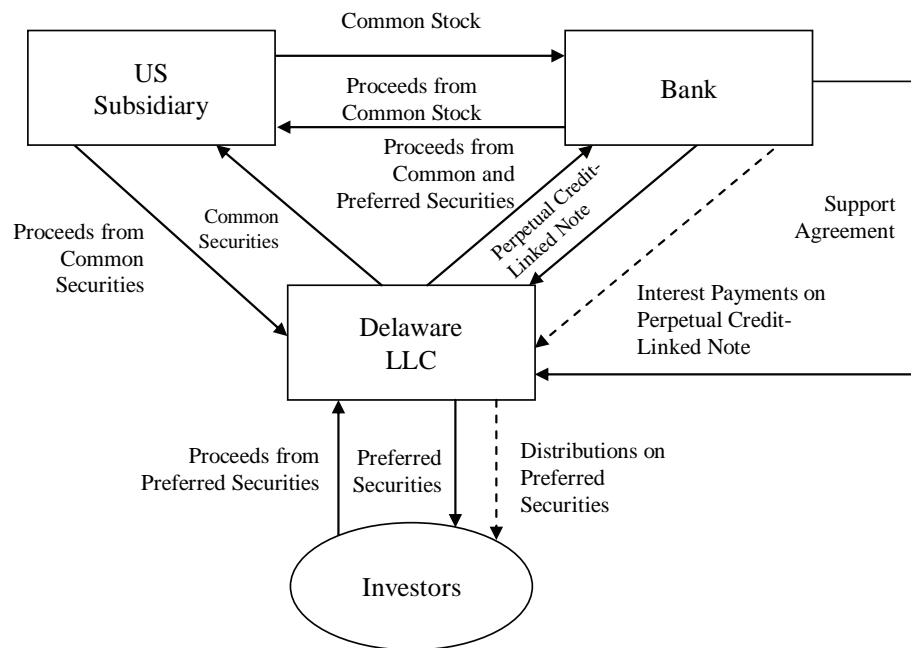 Common Stock
US
Subsidiary
Bank
Proceeds from
Common Stock
Proceeds from
Common and
Preferred Securities
Perpetual Credit-
Linked Note
Common
Securities
Proceeds from
Common
Securities
Support
Agreement
Interest Payments on
Perpetual Credit-
Linked Note
Delaware
LLC
Proceeds from
Preferred Securities
Preferred
Securities
Distributions on
Preferred
Securities
Investors